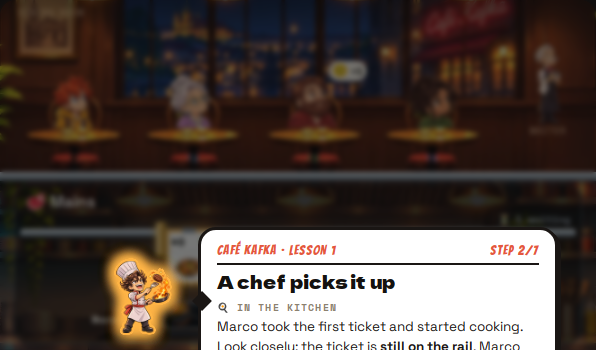 Mains
CAFÉ KAFKA - LESSON 1
STEP 2/7
A chef picks it up
IN THE KITCHEN
Marco took the first ticket and started cooking.
Look closely: the ticket is still on the rail. Marco